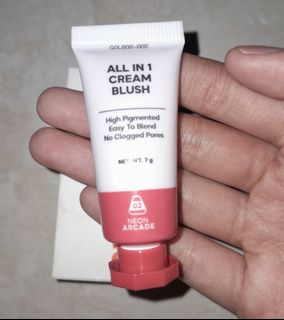 GOLBOB-002
ALL IN 1
CREAM
BLUSH
High Pigmented
Easy To Blend
No Clogged Pores
NET WT. 7 g
02
NEON
ARCADE